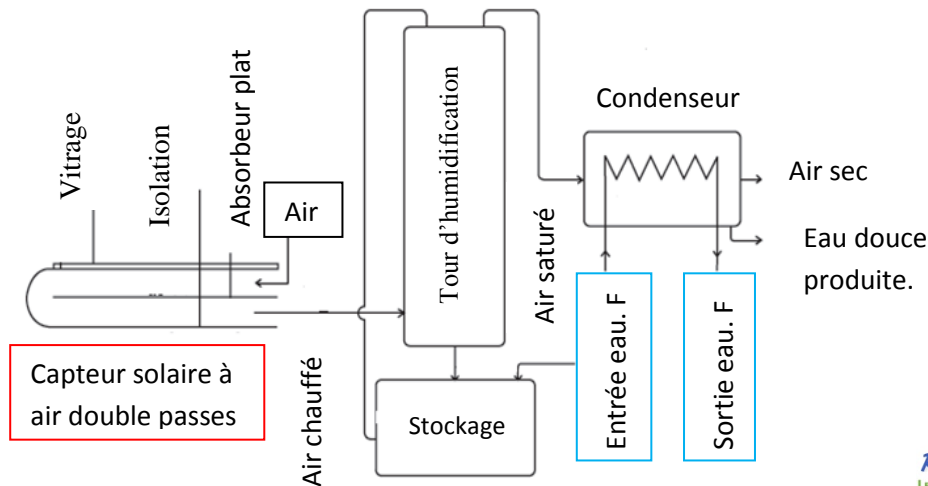 Vitrage
Isolation
Absorbeur plat
Air
Tour d'humidification
Condenseur
Air sec
Eau douce
produite.
Air saturé
Entrée eau. F
Sortie eau. F
Capteur solaire à
air double passes
Air chauffé
Stockage